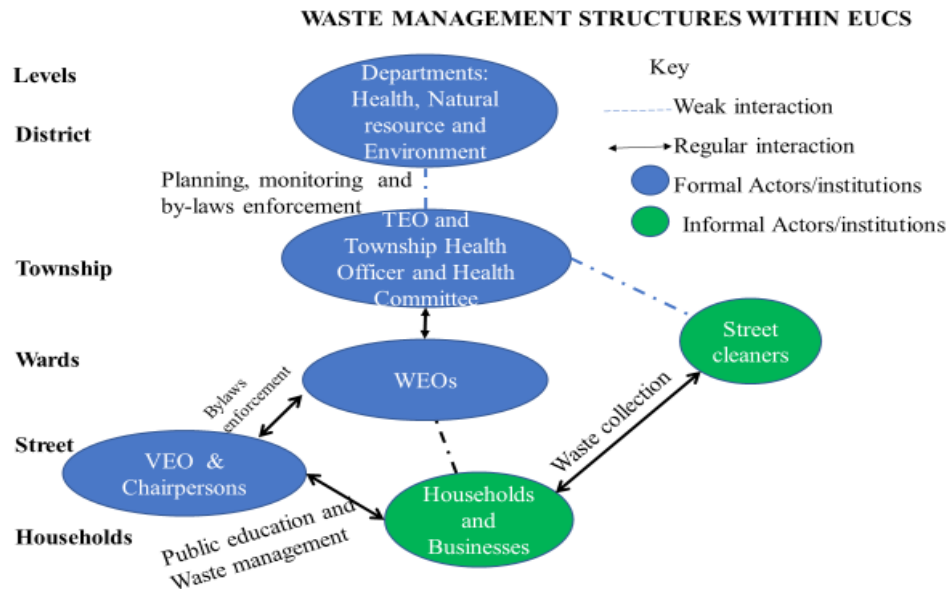 WASTE MANAGEMENT STRUCTURES WITHIN EUCS
Levels
District
Township
Wards
Street
Households
Departments:
Health, Natural
resource and
Environment
Planning, monitoring and
by-laws enforcement
TEO and
Township Health
Officer and Health
Committee
WEOs
Bylaws
enforcement
VEO &
Chairpersons
Public education and
Waste management
Households
and
Businesses
Waste collection
Street
cleaners
Key
Weak interaction
Regular interaction
Formal Actors/institutions
Informal Actors/institutions